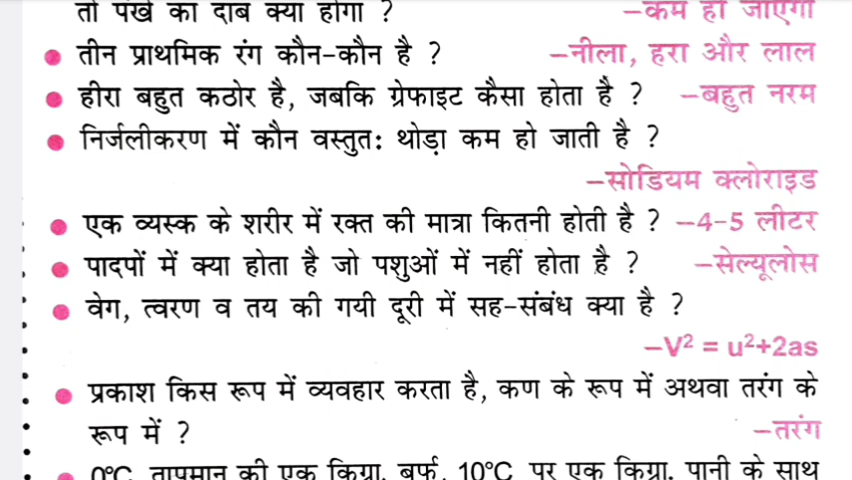 तो पंखे का दाब क्या होगा ? –कम हो जाएगा
तीन प्राथमिक रंग कौन-कौन है ? –नीला, हरा और लाल
हीरा बहुत कठोर है, जबकि ग्रेफाइट कैसा होता है ? –बहुत नरम
निर्जलीकरण में कौन वस्तुतः थोड़ा कम हो जाती है ?
–सोडियम क्लोराइड
एक व्यस्क के शरीर में रक्त की मात्रा कितनी होती है ? –4-5 लीटर
पादपों में क्या होता है जो पशुओं में नहीं होता है ? –सेल्यूलोस
वेग, त्वरण व तय की गयी दूरी में सह-संबंध क्या है ?
–V² = u²+2as
प्रकाश किस रूप में व्यवहार करता है, कण के रूप में अथवा तरंग के
रूप में ? –तरंग
0°C तापमान की एक किग्रा. बर्फ, 10°C पर एक किग्रा. पानी के साथ